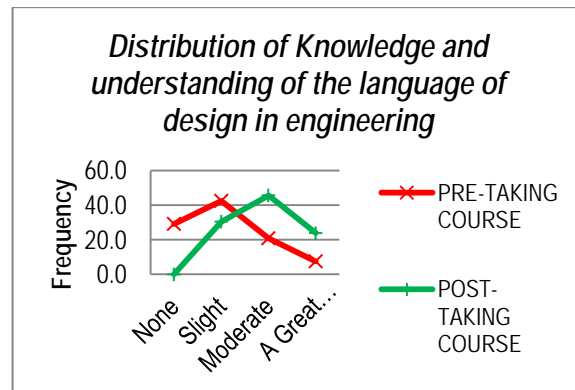 Distribution of Knowledge and
understanding of the language of
design in engineering
Frequency
60.0
40.0
20.0
0.0
None
Slight
Moderate
A Great...
PRE-TAKING
COURSE
POST-
TAKING
COURSE